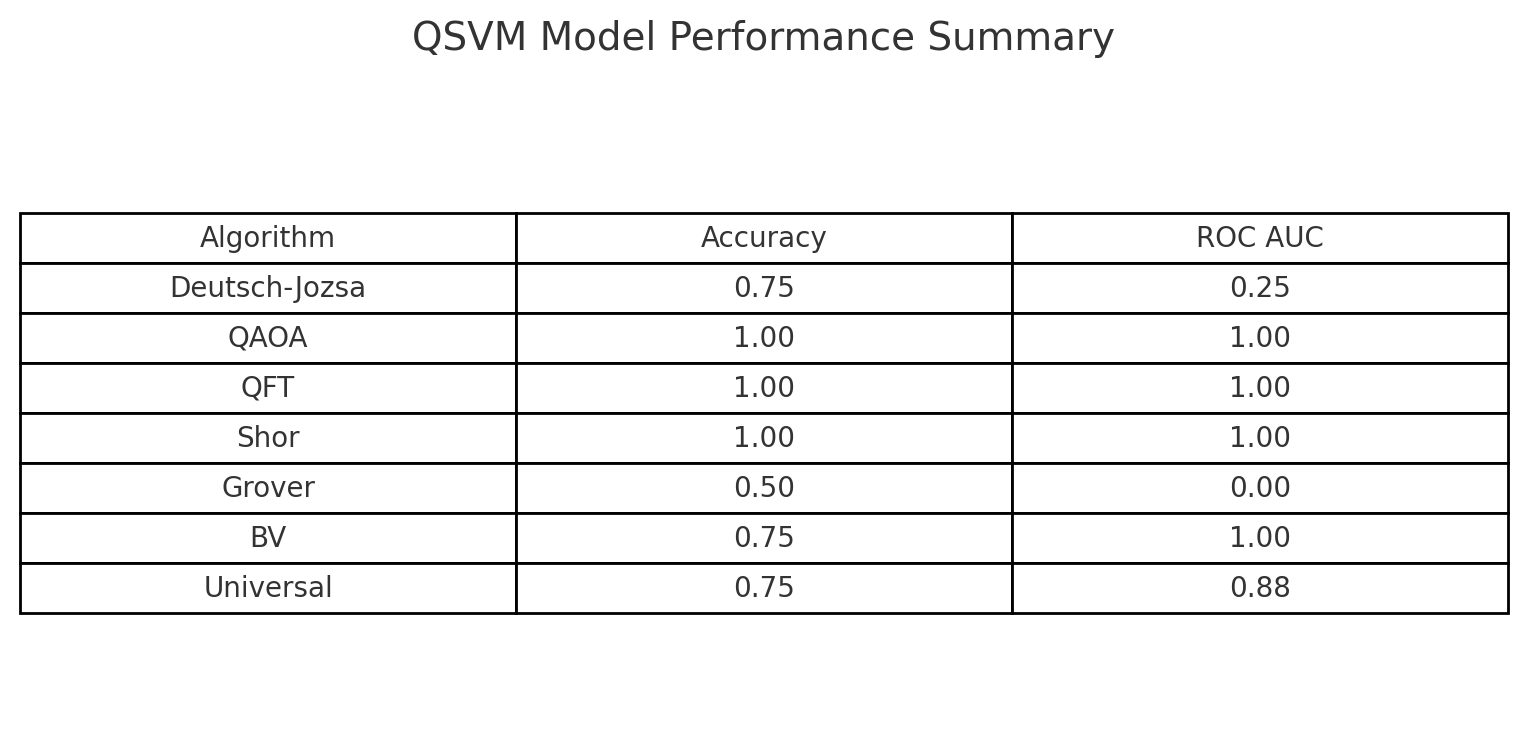 QSVM Model Performance Summary
Algorithm Accuracy ROC AUC
Deutsch-Jozsa 0.75 0.25
QAOA 1.00 1.00
QFT 1.00 1.00
Shor 1.00 1.00
Grover 0.50 0.00
BV 0.75 1.00
Universal 0.75 0.88